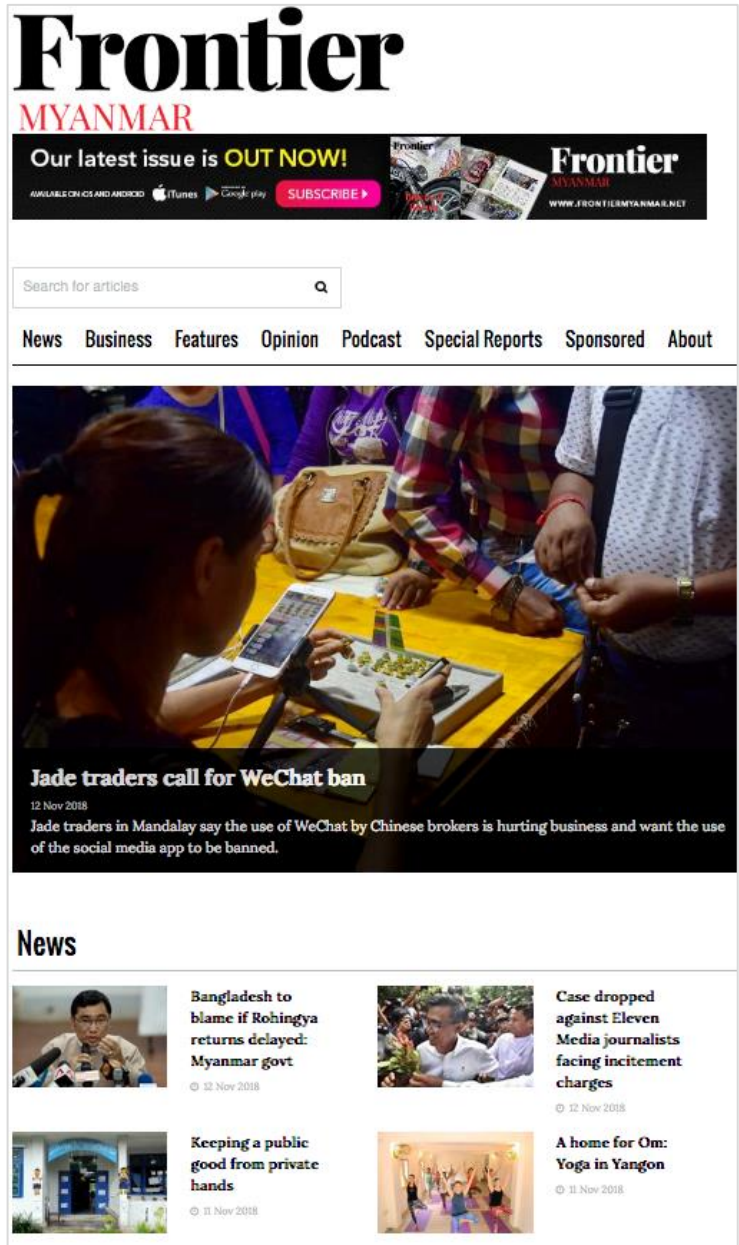 Frontier
MYANMAR
Our latest issue is OUT NOW!
AVAILABLE ON iOS AND ANDROID iTunes Google play SUBSCRIBE
Frontier
Frontier
MYANMAR
WWW.FRONTIERMYANMAR.NET
Search for articles
News Business Features Opinion Podcast Special Reports Sponsored About
Jade traders call for WeChat ban
12 Nov 2018
Jade traders in Mandalay say the use of WeChat by Chinese brokers is hurting business and want the use
of the social media app to be banned.
News
Bangladesh to
blame if Rohingya
returns delayed:
Myanmar govt
12 Nov 2018
Case dropped
against Eleven
Media journalists
facing incitement
charges
12 Nov 2018
Keeping a public
good from private
hands
11 Nov 2018
A home for Om:
Yoga in Yangon
11 Nov 2018